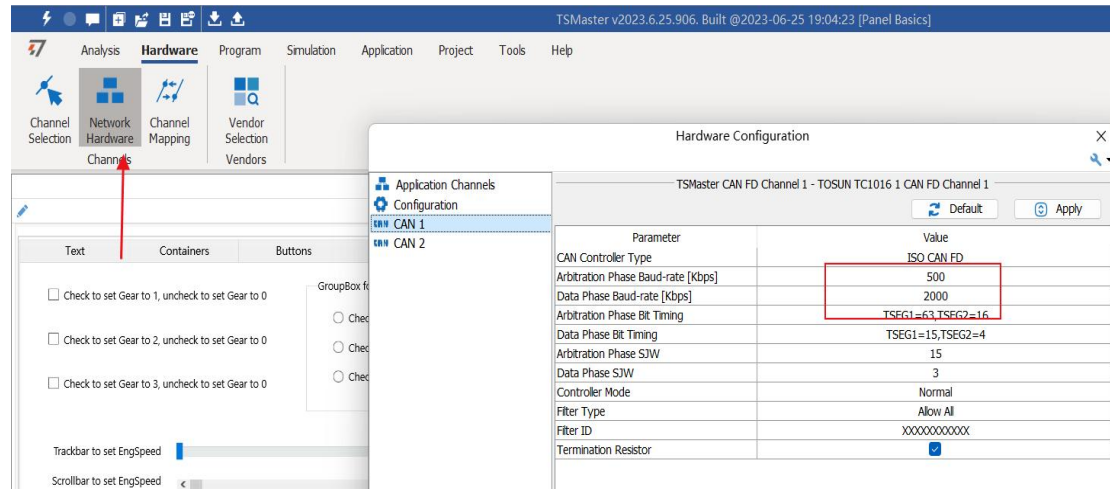 TSMaster v2023.6.25.906. Built @2023-06-25 19:04:23 [Panel Basics]
Analysis Hardware Program Simulation Application Project Tools Help
Channel Selection
Network Hardware
Channel Mapping
Vendor Selection
Channels
Vendors
Hardware Configuration
Application Channels
Configuration
CAN CAN 1
CAN CAN 2
TSMaster CAN FD Channel 1 - TOSUN TC1016 1 CAN FD Channel 1
Default Apply
Parameter Value
CAN Controller Type ISO CAN FD
Arbitration Phase Baud-rate [Kbps] 500
Data Phase Baud-rate [Kbps] 2000
Arbitration Phase Bit Timing TSEG1=63,TSEG2=16
Data Phase Bit Timing TSEG1=15,TSEG2=4
Arbitration Phase SJW 15
Data Phase SJW 3
Controller Mode Normal
Filter Type Allow All
Filter ID XXXXXXXXXXX
Termination Resistor
Text Containers Buttons
Check to set Gear to 1, uncheck to set Gear to 0
Check to set Gear to 2, uncheck to set Gear to 0
Check to set Gear to 3, uncheck to set Gear to 0
GroupBox fo
Chec
Chec
Chec
Trackbar to set EngSpeed
Scrollbar to set EngSpeed